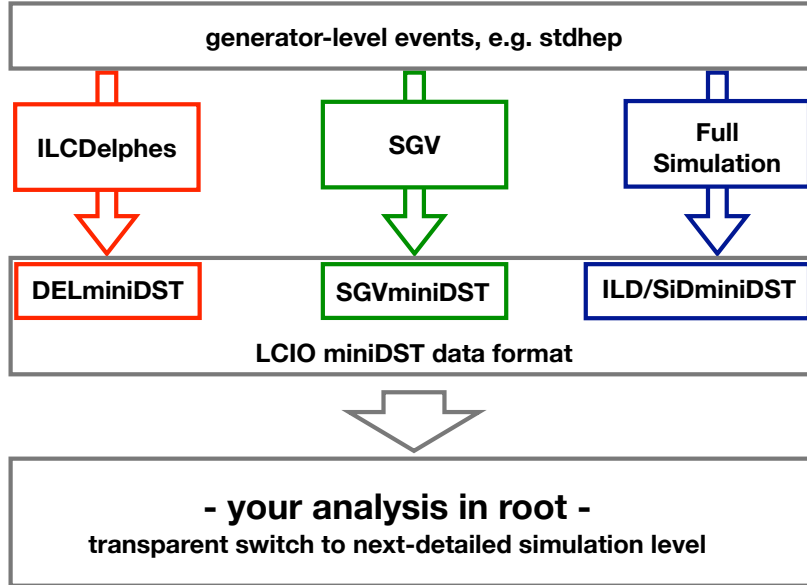 generator-level events, e.g. stdhep
ILCDelphes
SGV
Full
Simulation
DELminiDST
SGVminiDST
ILD/SiDminiDST
LCIO miniDST data format
- your analysis in root -
transparent switch to next-detailed simulation level